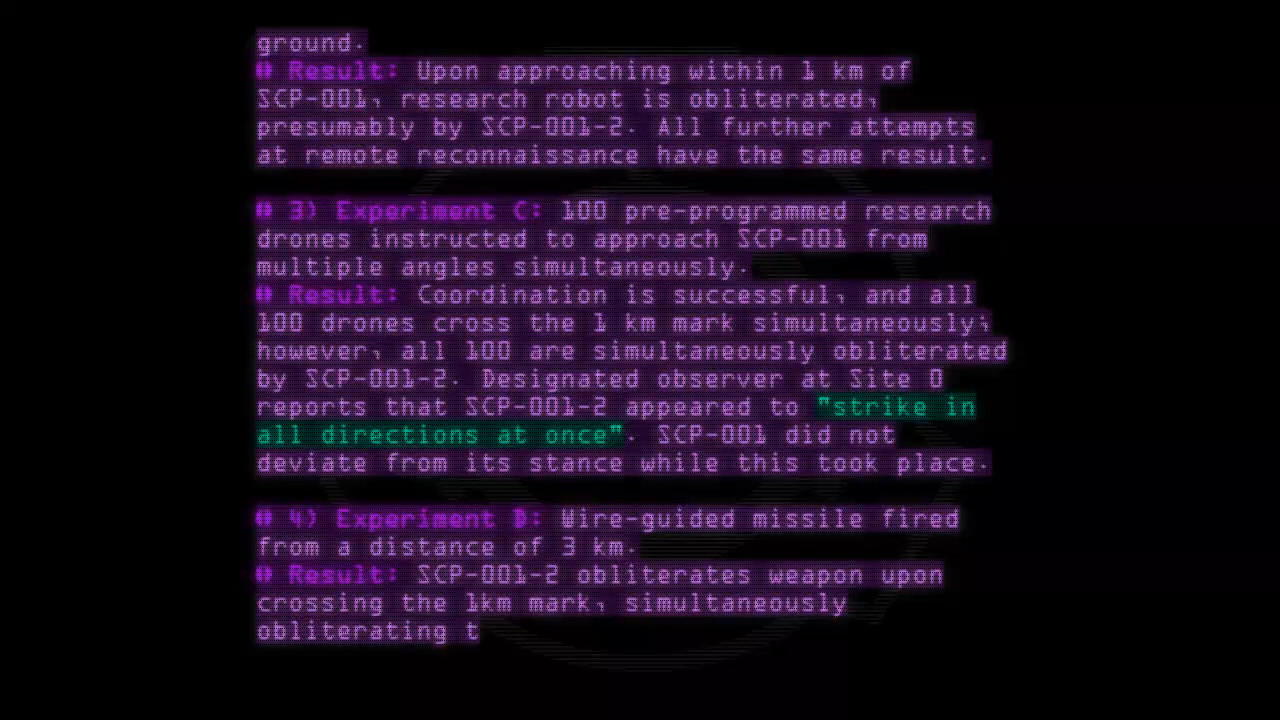 ground.
# Result: Upon approaching within 1 km of
SCP-001, research robot is obliterated,
presumably by SCP-001-2. All further attempts
at remote reconnaissance have the same result.
# 3) Experiment C: 100 pre-programmed research
drones instructed to approach SCP-001 from
multiple angles simultaneously.
# Result: Coordination is successful, and all
100 drones cross the 1 km mark simultaneously;
however, all 100 are simultaneously obliterated
by SCP-001-2. Designated observer at Site 0
reports that SCP-001-2 appeared to "strike in
all directions at once". SCP-001 did not
deviate from its stance while this took place.
# 4) Experiment D: Wire-guided missile fired
from a distance of 3 km.
# Result: SCP-001-2 obliterates weapon upon
crossing the 1km mark, simultaneously
obliterating t